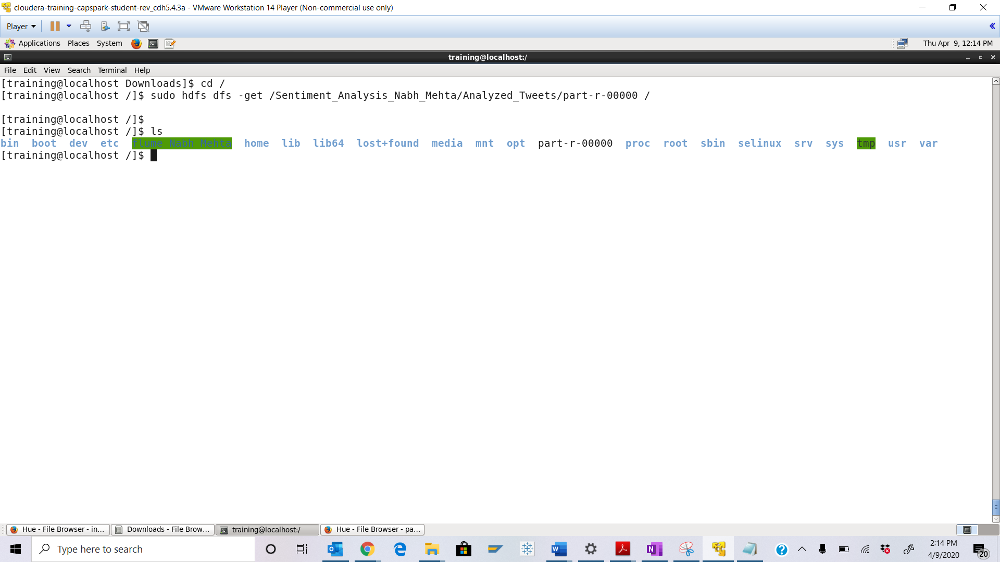 cloudera-training-capspark-student-rev_cdh5.4.3a - VMware Workstation 14 Player (Non-commercial use only)
Player
Applications Places System Thu Apr 9, 12:14 PM
training@localhost:/
File Edit View Search Terminal Help
[training@localhost Downloads]$ cd /
[training@localhost /]$ sudo hdfs dfs -get /Sentiment_Analysis_Nabh_Mehta/Analyzed_Tweets/part-r-00000 /
[training@localhost /]$
[training@localhost /]$ ls
bin boot dev etc flume_Nabh_Mehta home lib lib64 lost+found media mnt opt part-r-00000 proc root sbin selinux srv sys tmp usr var
[training@localhost /]$
Hue - File Browser - in... Downloads - File Brow... training@localhost:/ Hue - File Browser - pa...
Type here to search
2:14 PM
4/9/2020
20